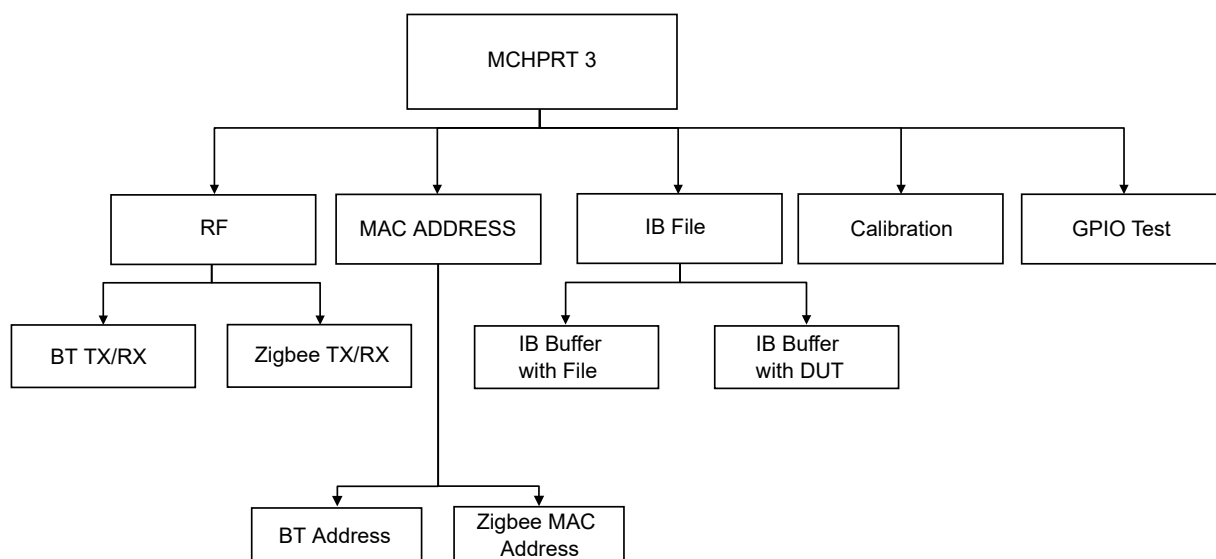 MCHPRT 3
RF
MAC ADDRESS
IB File
Calibration
GPIO Test
BT TX/RX
Zigbee TX/RX
IB Buffer
with File
IB Buffer
with DUT
BT Address
Zigbee MAC
Address